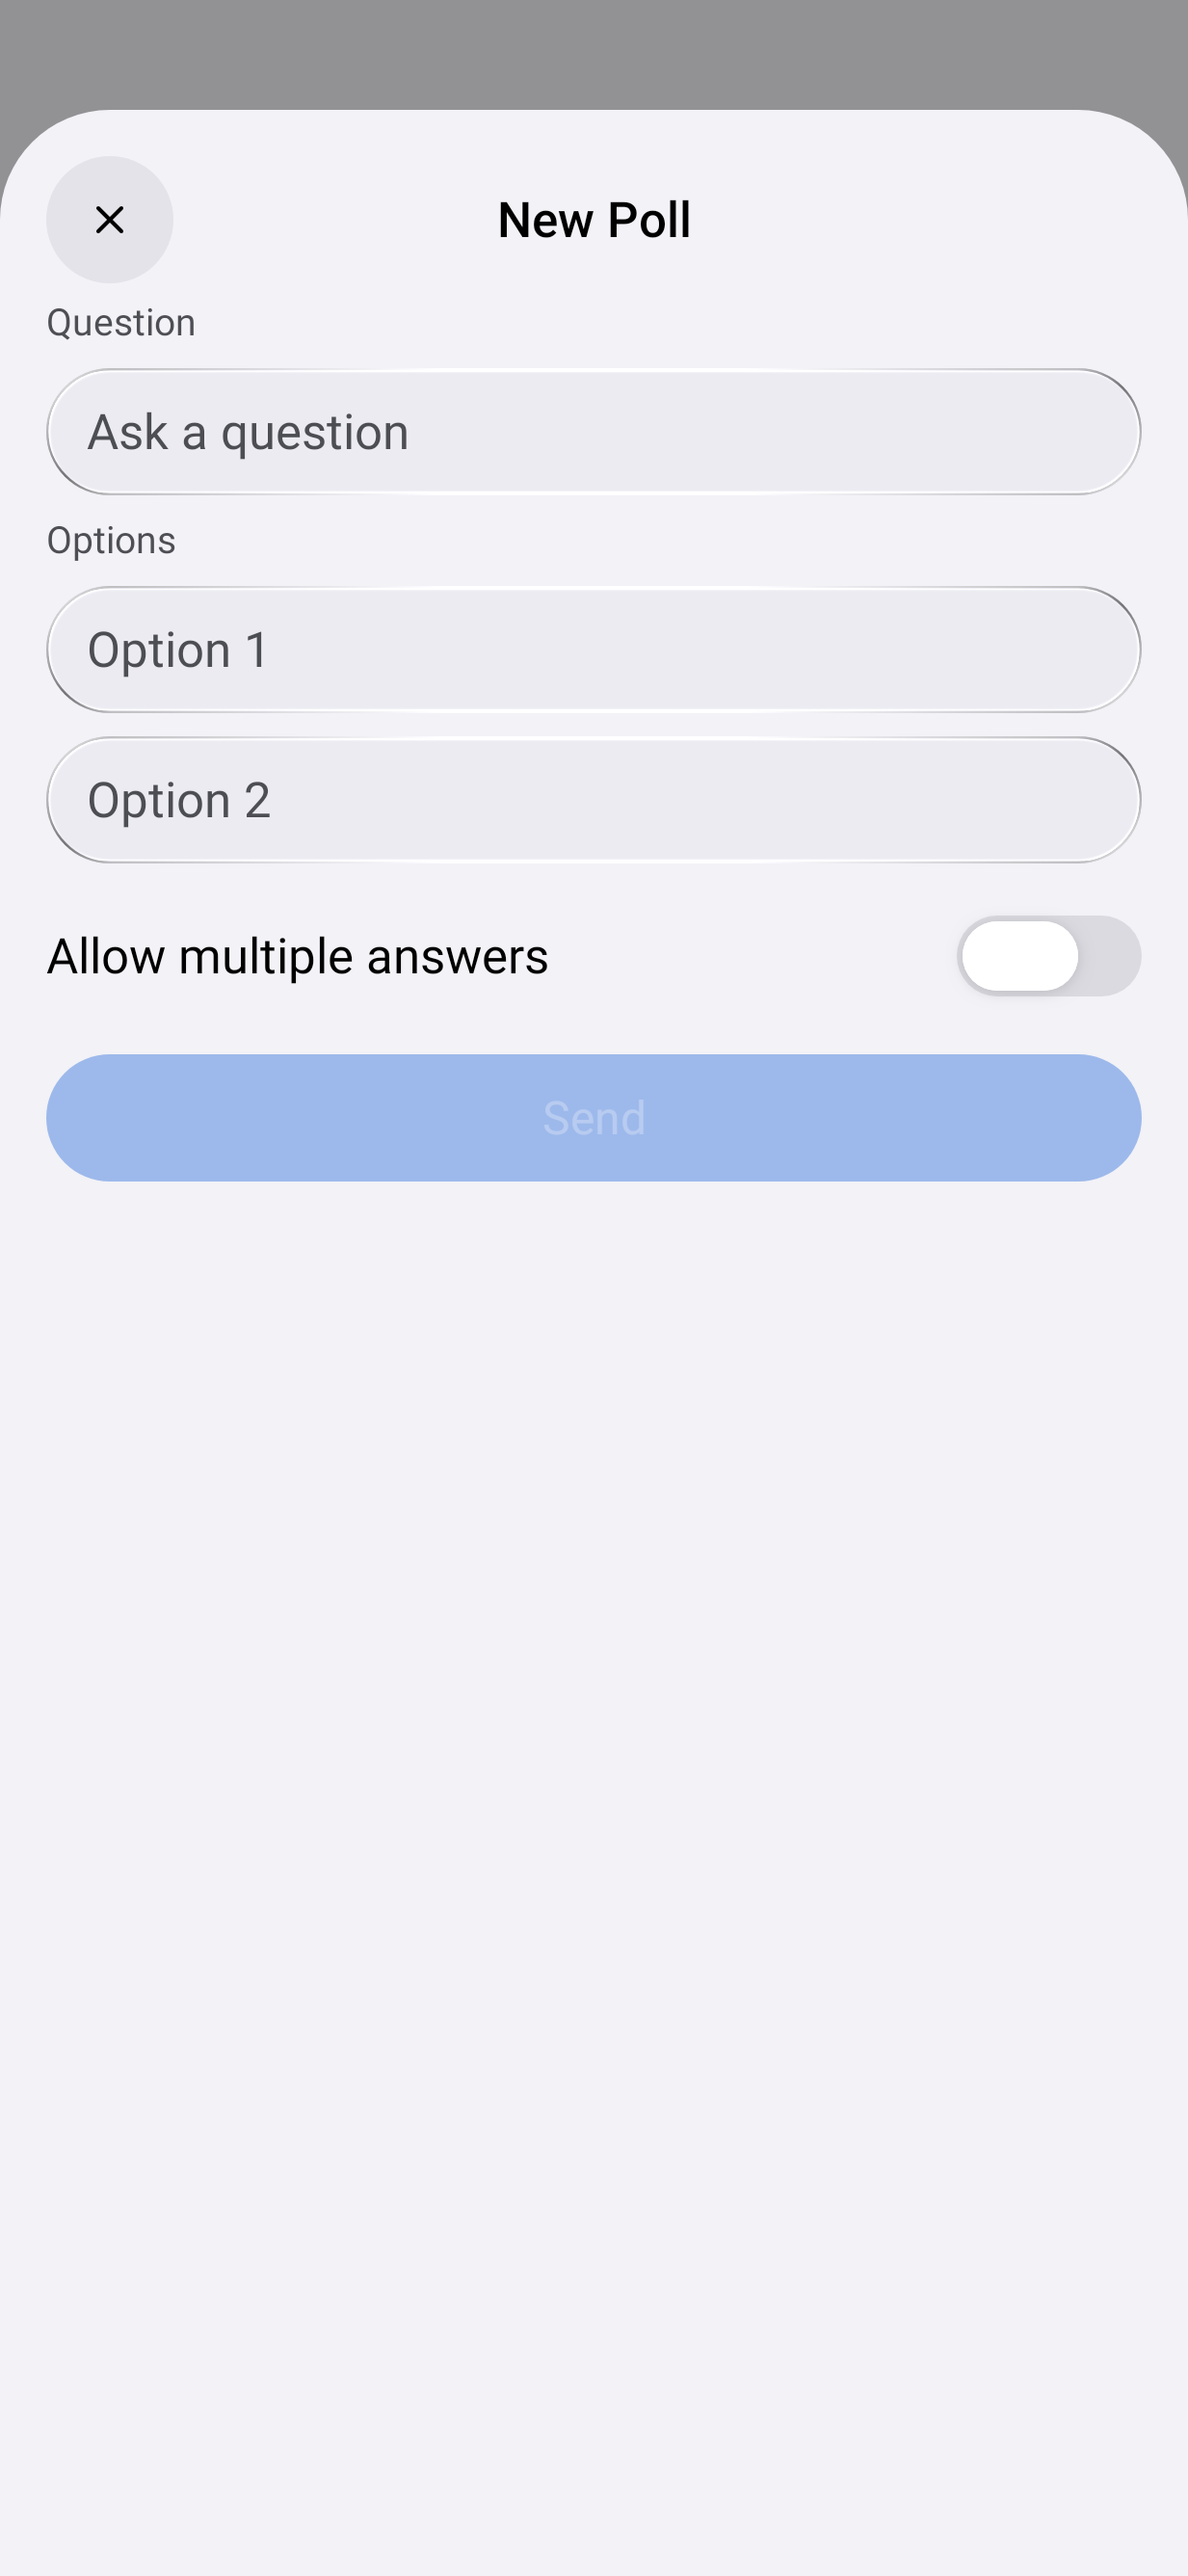 New Poll
Question
Ask a question
Options
Option 1
Option 2
Allow multiple answers
Send